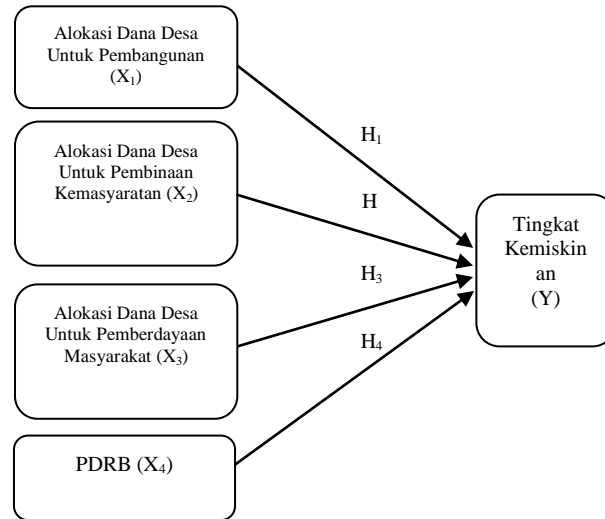 Alokasi Dana Desa
Untuk Pembangunan
(X₁)
H₁
Alokasi Dana Desa
Untuk Pembinaan
Kemasyaratan (X₂)
H
Tingkat
Kemiskin
an
(Y)
H₃
Alokasi Dana Desa
Untuk Pemberdayaan
Masyarakat (X₃)
H₄
PDRB (X₄)